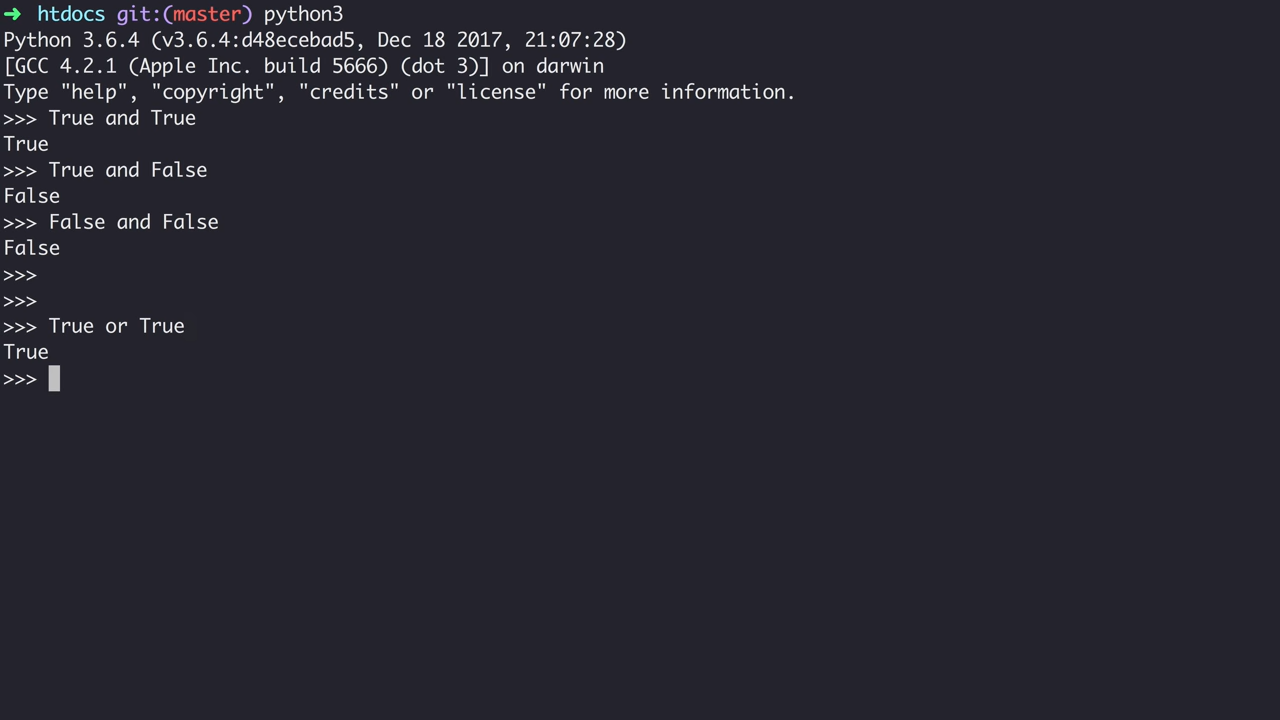 ➜ htdocs git:(master) python3
Python 3.6.4 (v3.6.4:d48ecebad5, Dec 18 2017, 21:07:28)
[GCC 4.2.1 (Apple Inc. build 5666) (dot 3)] on darwin
Type "help", "copyright", "credits" or "license" for more information.
>>> True and True
True
>>> True and False
False
>>> False and False
False
>>>
>>>
>>> True or True
True
>>>